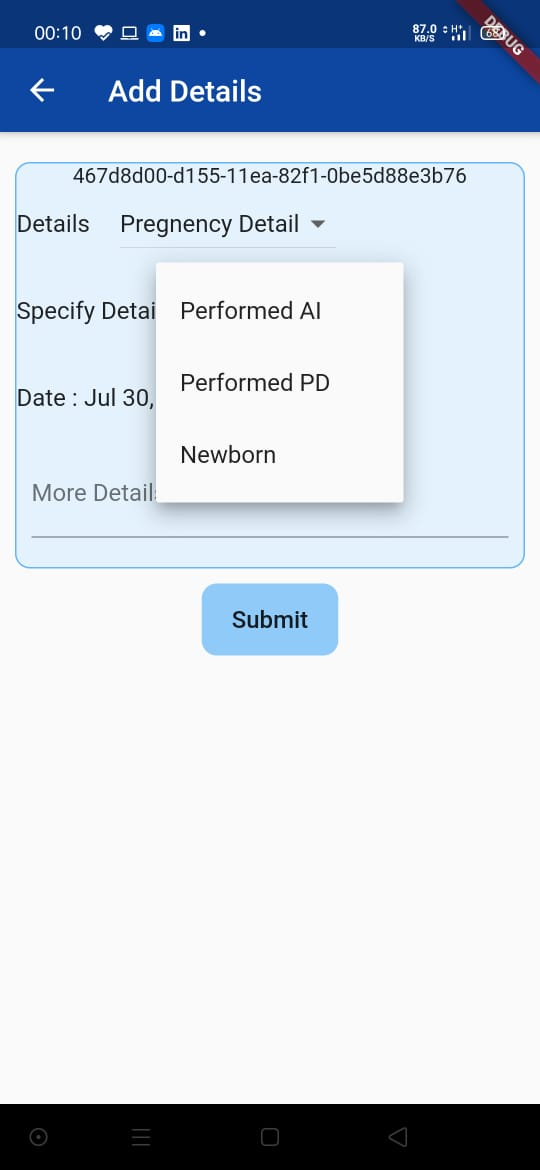 00:10 87.0 KB/S H+
DEBUG
Add Details
467d8d00-d155-11ea-82f1-0be5d88e3b76
Details Pregnency Detail
Specify Detai
Performed AI
Performed PD
Date : Jul 30,
Newborn
More Details
Submit